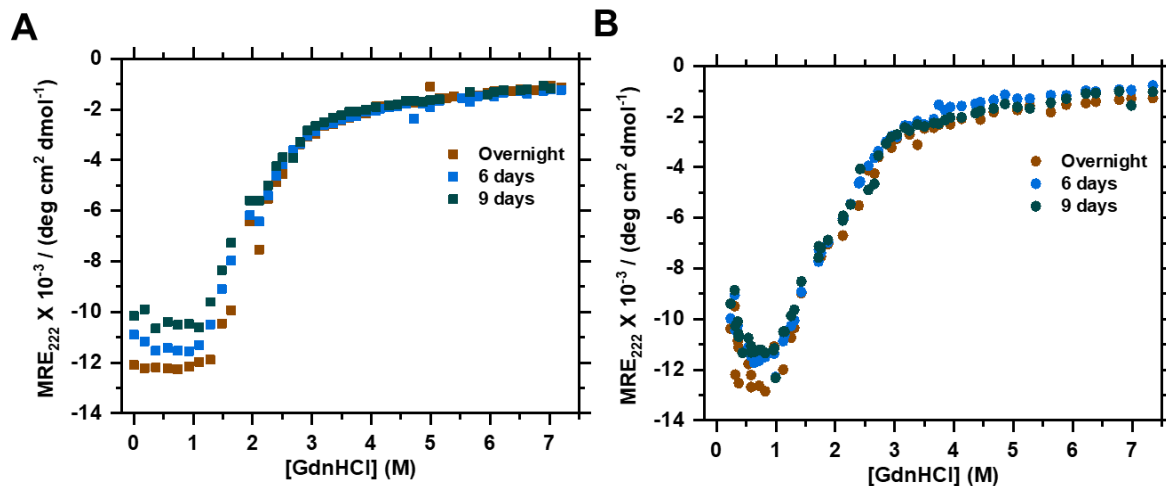 A
MRE₂₂₂ X 10⁻³ / (deg cm² dmol⁻¹)
0
-2
-4
-6
-8
-10
-12
-14
Overnight
6 days
9 days
0 1 2 3 4 5 6 7
[GdnHCl] (M)
B
MRE₂₂₂ X 10⁻³ / (deg cm² dmol⁻¹)
0
-2
-4
-6
-8
-10
-12
-14
Overnight
6 days
9 days
0 1 2 3 4 5 6 7
[GdnHCl] (M)